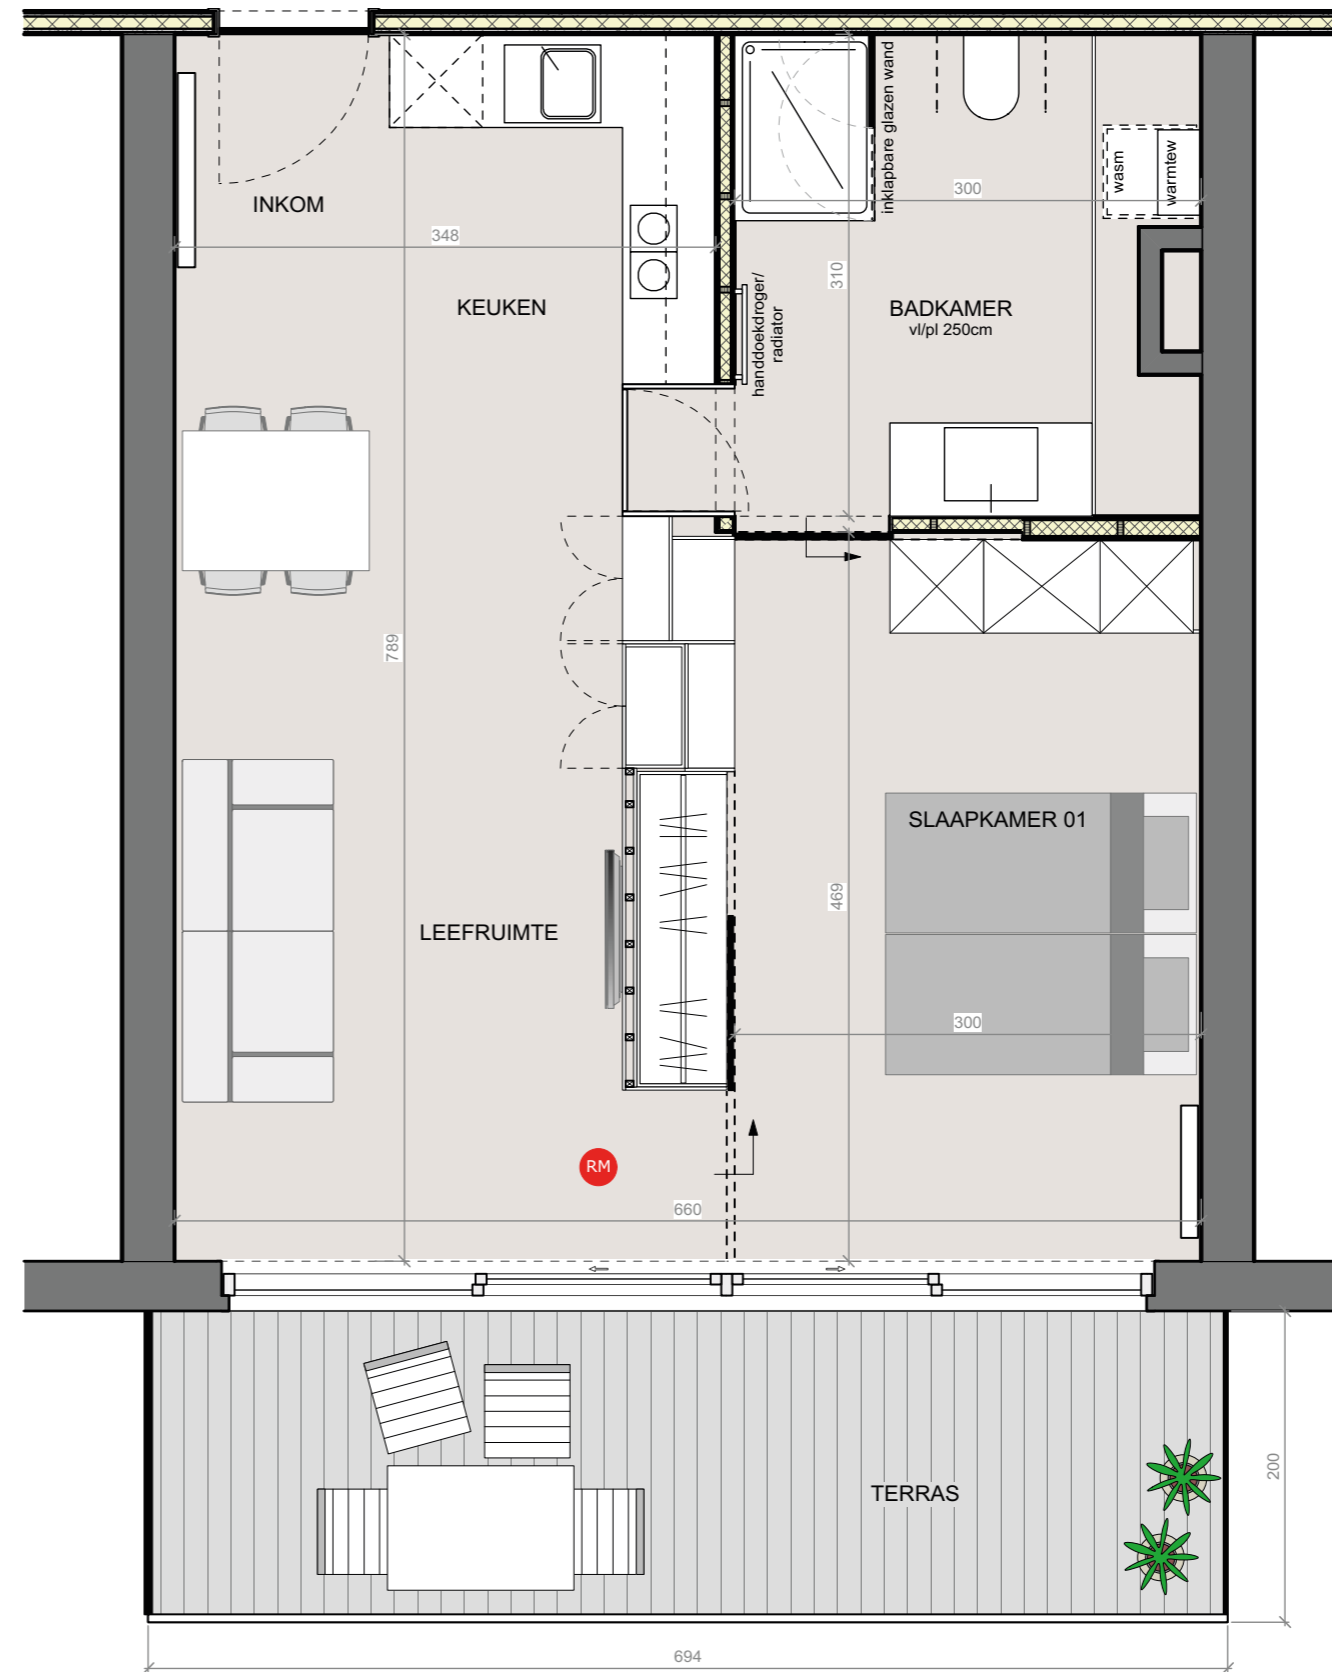 INKOM
348
KEUKEN
inklapbare glazen wand
300
wasm
warmtew
310
handdoekdroger/
radiator
BADKAMER
vl/pl 250cm
789
SLAAPKAMER 01
469
LEEFRUIMTE
300
RM
660
TERRAS
200
694